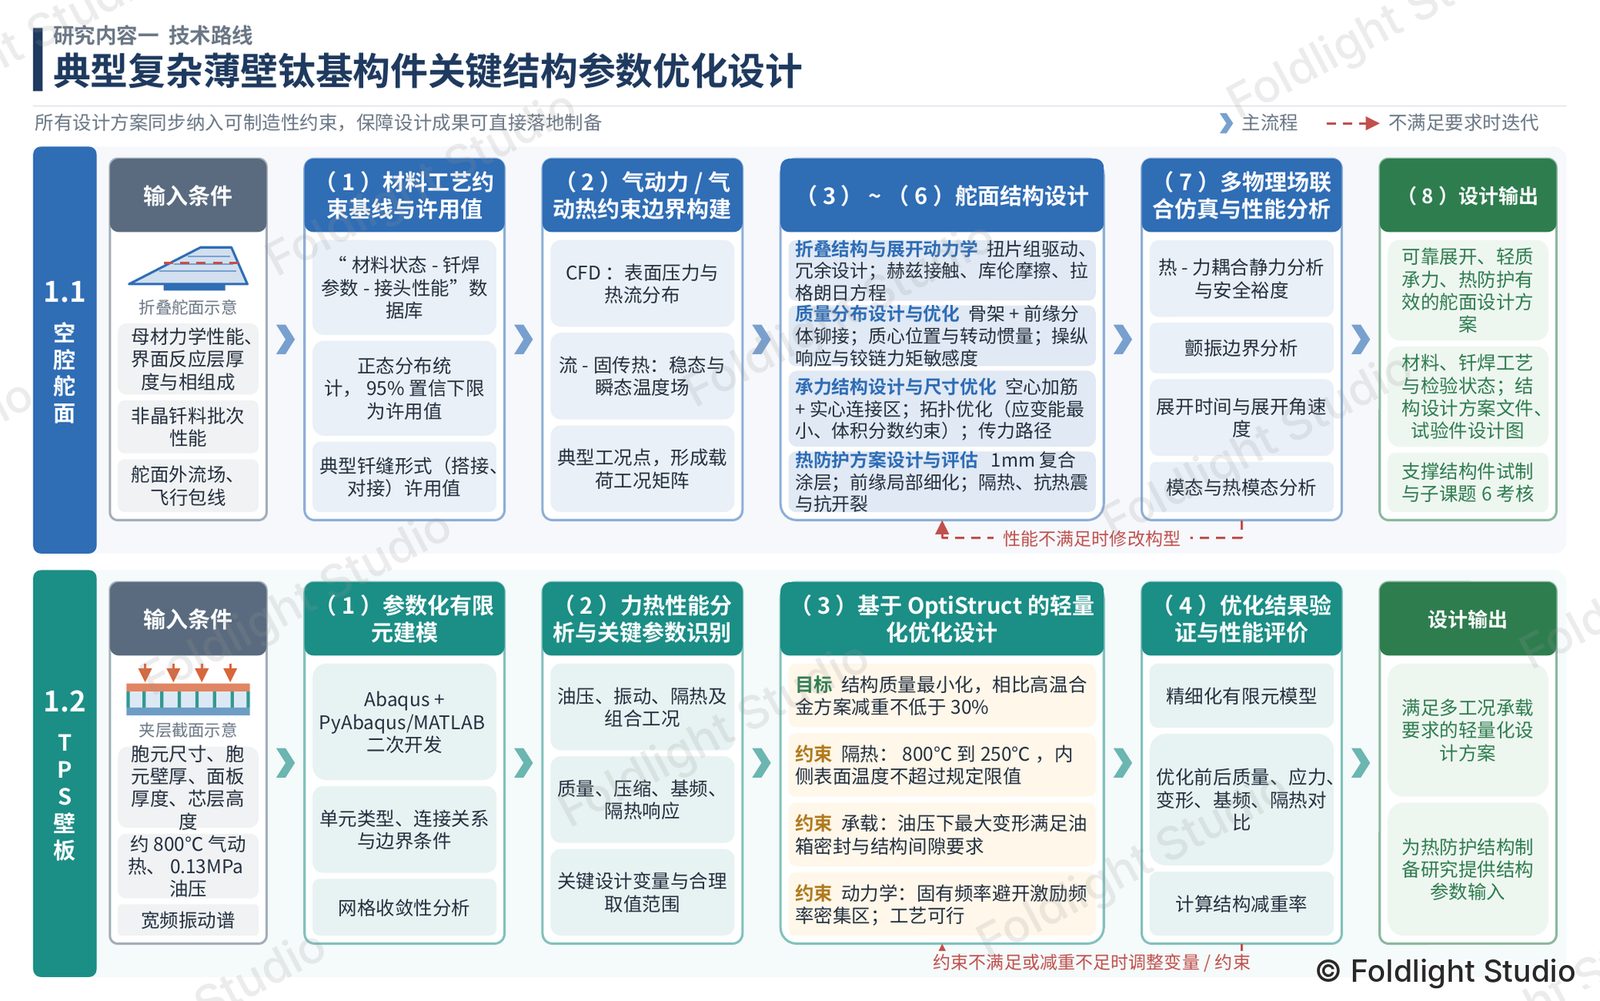 研究内容一 技术路线
典型复杂薄壁钛基构件关键结构参数优化设计
所有设计方案同步纳入可制造性约束，保障设计成果可直接落地制备
主流程
不满足要求时迭代
1.1
空
腔
舵
面
输入条件
折叠舵面示意
母材力学性能、
界面反应层厚
度与相组成
非晶钎料批次
性能
舵面外流场、
飞行包线
（1）材料工艺约
束基线与许用值
“ 材料状态 - 钎焊
参数 - 接头性能” 数
据库
正态分布统
计， 95% 置信下限
为许用值
典型钎缝形式（搭接、
对接）许用值
（2）气动力 / 气
动热约束边界构建
CFD ： 表面压力与
热流分布
流 - 固传热：稳态与
瞬态温度场
典型工况点，形成载
荷工况矩阵
（3） ~ （6）舵面结构设计
折叠结构与展开动力学 扭片组驱动、
冗余设计；赫兹接触、库伦摩擦、拉
格朗日方程
质量分布设计与优化 骨架 + 前缘分
体铆接；质心位置与转动惯量；操纵
响应与铰链力矩敏感度
承力结构设计与尺寸优化 空心加筋
+ 实心连接区；拓扑优化（应变能最
小、体积分数约束）；传力路径
热防护方案设计与评估 1mm 复合
涂层；前缘局部细化；隔热、抗热震
与抗开裂
（7）多物理场联
合仿真与性能分析
热 - 力耦合静力分析
与安全裕度
颤振边界分析
展开时间与展开角速
度
模态与热模态分析
（8）设计输出
可靠展开、轻质
承力、热防护有
效的舵面设计方
案
材料、钎焊工艺
与检验状态；结
构设计方案文件、
试验件设计图
支撑结构件试制
与子课题 6 考核
性能不满足时修改构型
1.2
T
P
S
壁
板
输入条件
夹层截面示意
胞元尺寸、胞
元壁厚、面板
厚度、芯层高
度
约 800℃ 气动
热、 0.13MPa
油压
宽频振动谱
（1）参数化有限
元建模
Abaqus +
PyAbaqus/MATLAB
二次开发
单元类型、连接关系
与边界条件
网格收敛性分析
（2）力热性能分
析与关键参数识别
油压、振动、隔热及
组合工况
质量、压缩、基频、
隔热响应
关键设计变量与合理
取值范围
（3）基于 OptiStruct 的轻量
化优化设计
目标 结构质量最小化，相比高温合
金方案减重不低于 30%
约束 隔热： 800℃ 到 250℃ ，内
侧表面温度不超过规定限值
约束 承载：油压下最大变形满足油
箱密封与结构间隙要求
约束 动力学：固有频率避开激励频
率密集区；工艺可行
（4）优化结果验
证与性能评价
精细化有限元模型
优化前后质量、应力、
变形、基频、隔热对
比
计算结构减重率
设计输出
满足多工况承载
要求的轻量化设
计方案
为热防护结构制
备研究提供结构
参数输入
约束不满足或减重不足时调整变量 / 约束
© Foldlight Studio